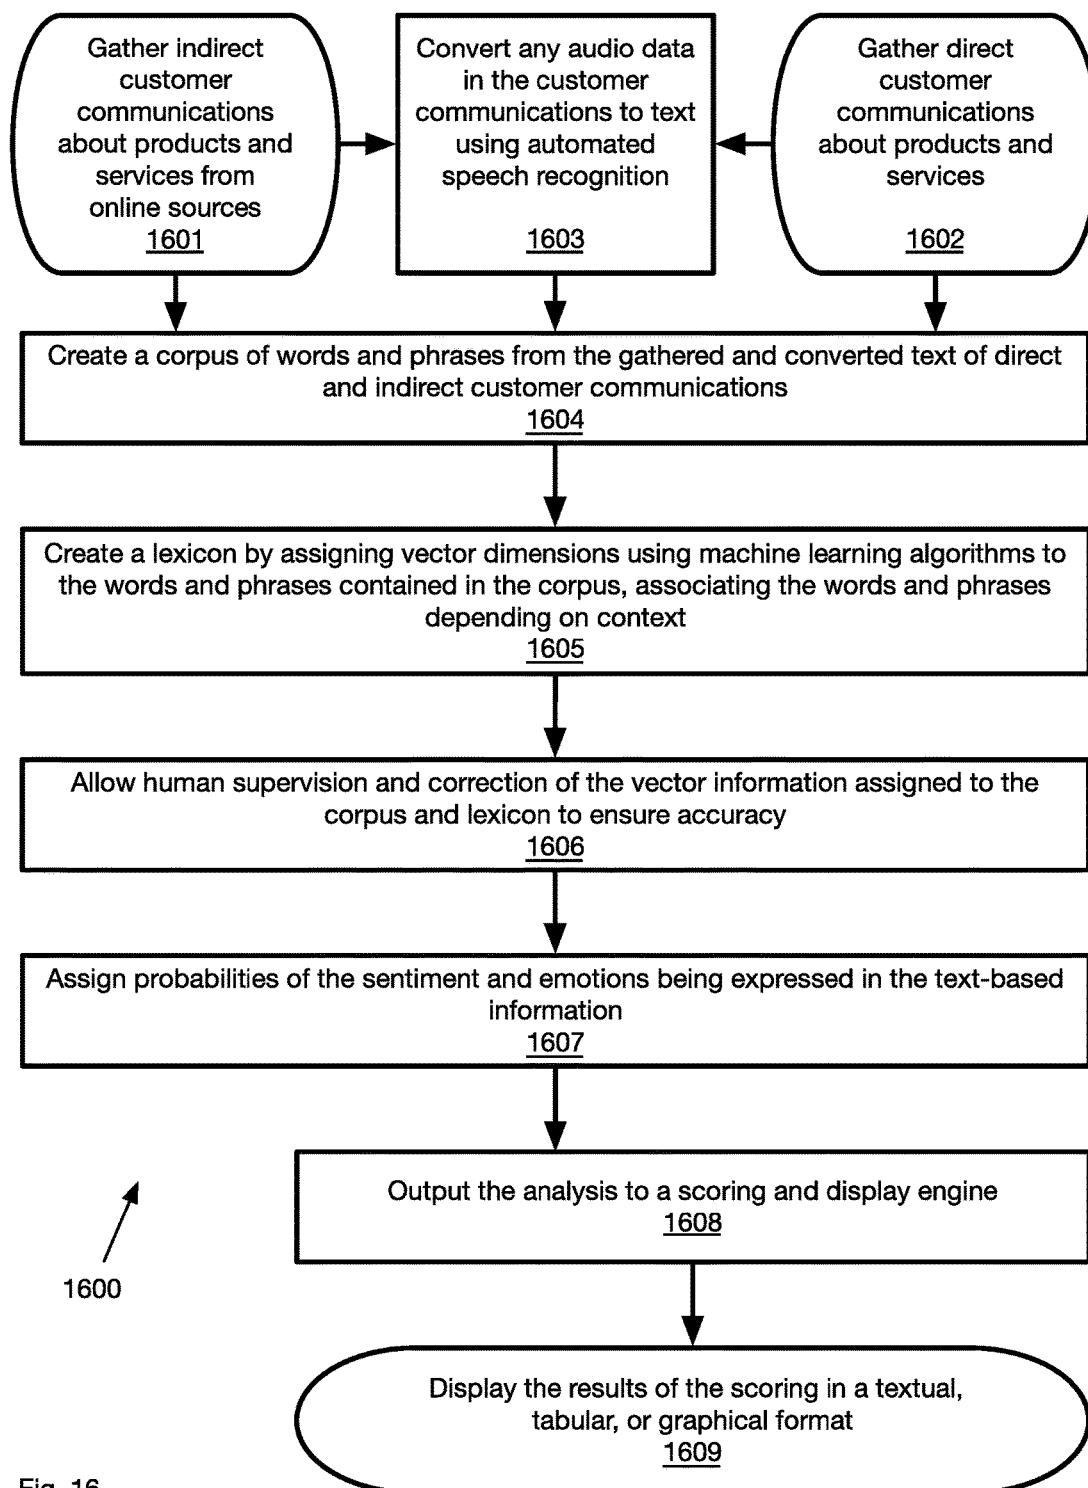 Gather indirect
customer
communications
about products and
services from
online sources
1601
Convert any audio data
in the customer
communications to text
using automated
speech recognition
1603
Gather direct
customer
communications
about products and
services
1602
Create a corpus of words and phrases from the gathered and converted text of direct
and indirect customer communications
1604
Create a lexicon by assigning vector dimensions using machine learning algorithms to
the words and phrases contained in the corpus, associating the words and phrases
depending on context
1605
Allow human supervision and correction of the vector information assigned to the
corpus and lexicon to ensure accuracy
1606
Assign probabilities of the sentiment and emotions being expressed in the text-based
information
1607
Output the analysis to a scoring and display engine
1608
1600
Display the results of the scoring in a textual,
tabular, or graphical format
1609
Fig. 16